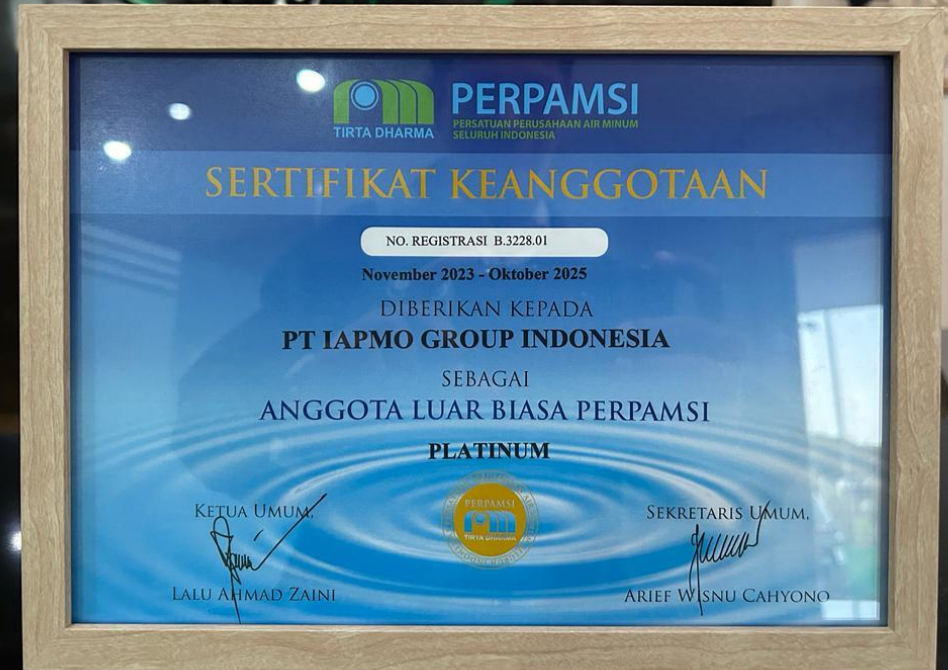 TIRTA DHARMA
PERPAMSI
PERSATUAN PERUSAHAAN AIR MINUM
SELURUH INDONESIA
SERTIFIKAT KEANGGOTAAN
NO. REGISTRASI B.3228.01
November 2023 - Oktober 2025
DIBERIKAN KEPADA
PT IAPMO GROUP INDONESIA
SEBAGAI
ANGGOTA LUAR BIASA PERPAMSI
PLATINUM
KETUA UMUM,
LALU AHMAD ZAINI
PERPAMSI
TIRTA DHARMA
SEKRETARIS UMUM,
ARIEF WISNU CAHYONO